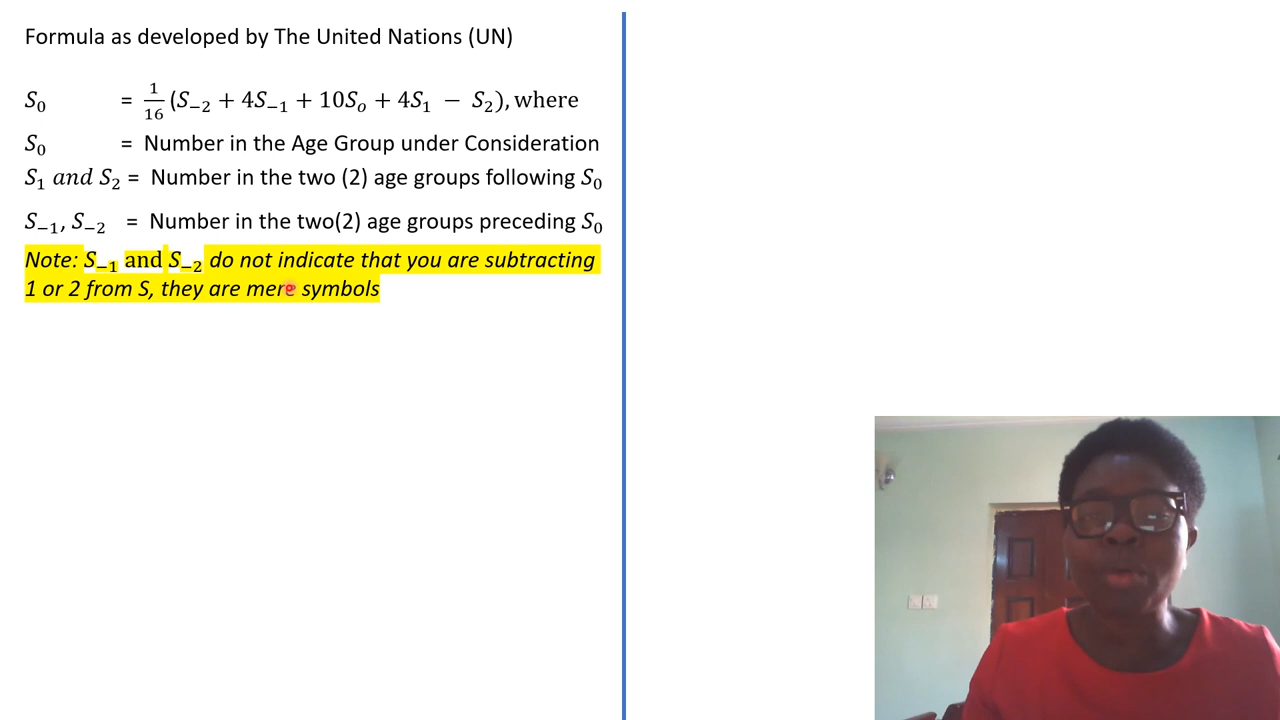 Formula as developed by The United Nations (UN)
S₀ = 1/16 (S₋₂ + 4S₋₁ + 10Sₒ + 4S₁ − S₂), where
S₀ = Number in the Age Group under Consideration
S₁ and S₂ = Number in the two (2) age groups following S₀
S₋₁, S₋₂ = Number in the two(2) age groups preceding S₀
Note: S₋₁ and S₋₂ do not indicate that you are subtracting
1 or 2 from S, they are mere symbols